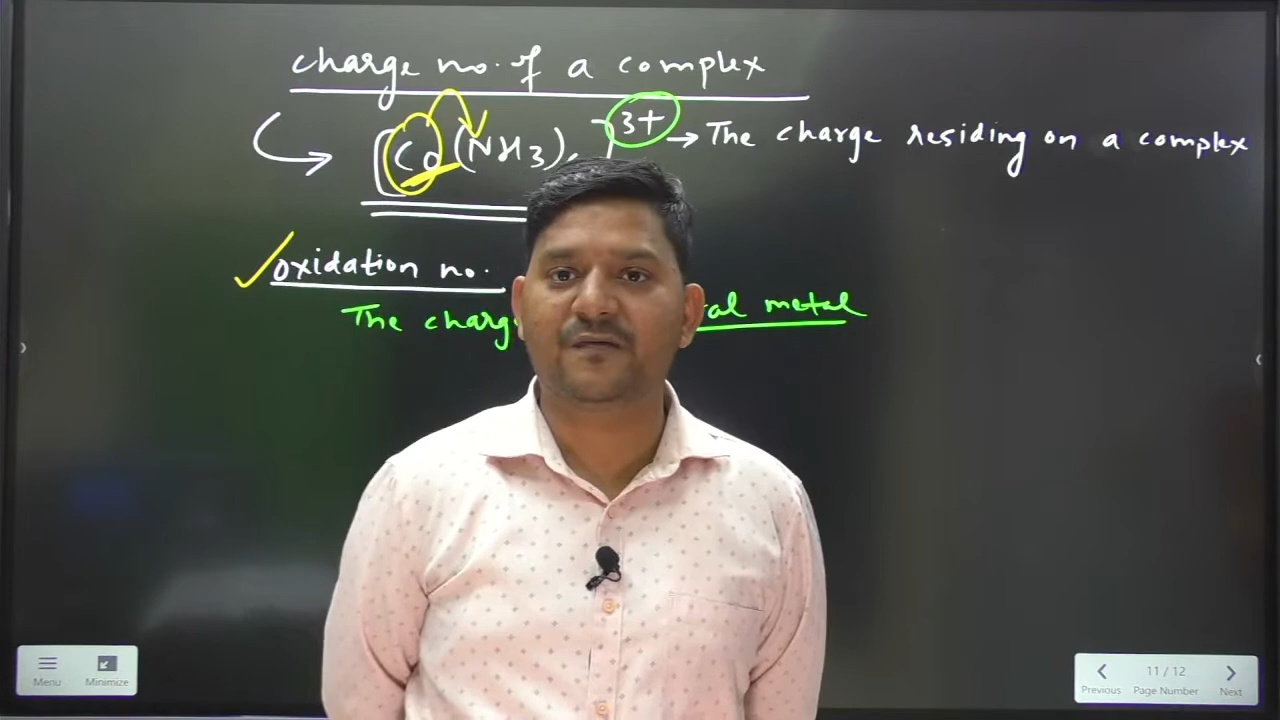 charge no. of a complex
[Co(NH3)6]3+ → The charge residing on a complex
oxidation no.
The charg al metal
Menu
Minimize
11 / 12
Previous Page Number Next